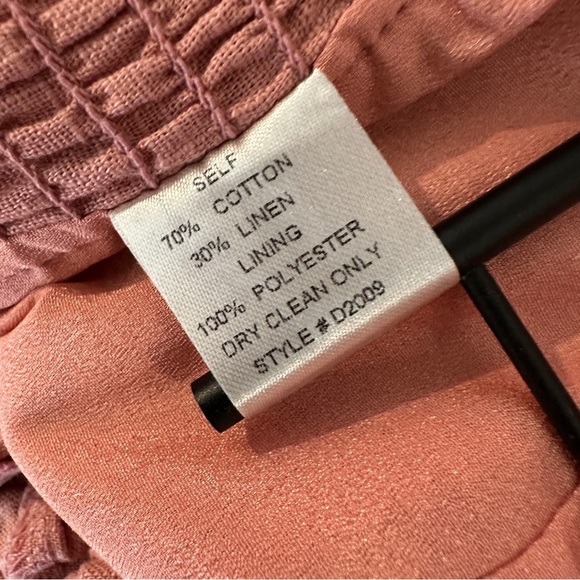 SELF
70% COTTON
30% LINEN
LINING
100% POLYESTER
DRY CLEAN ONLY
STYLE # D2009